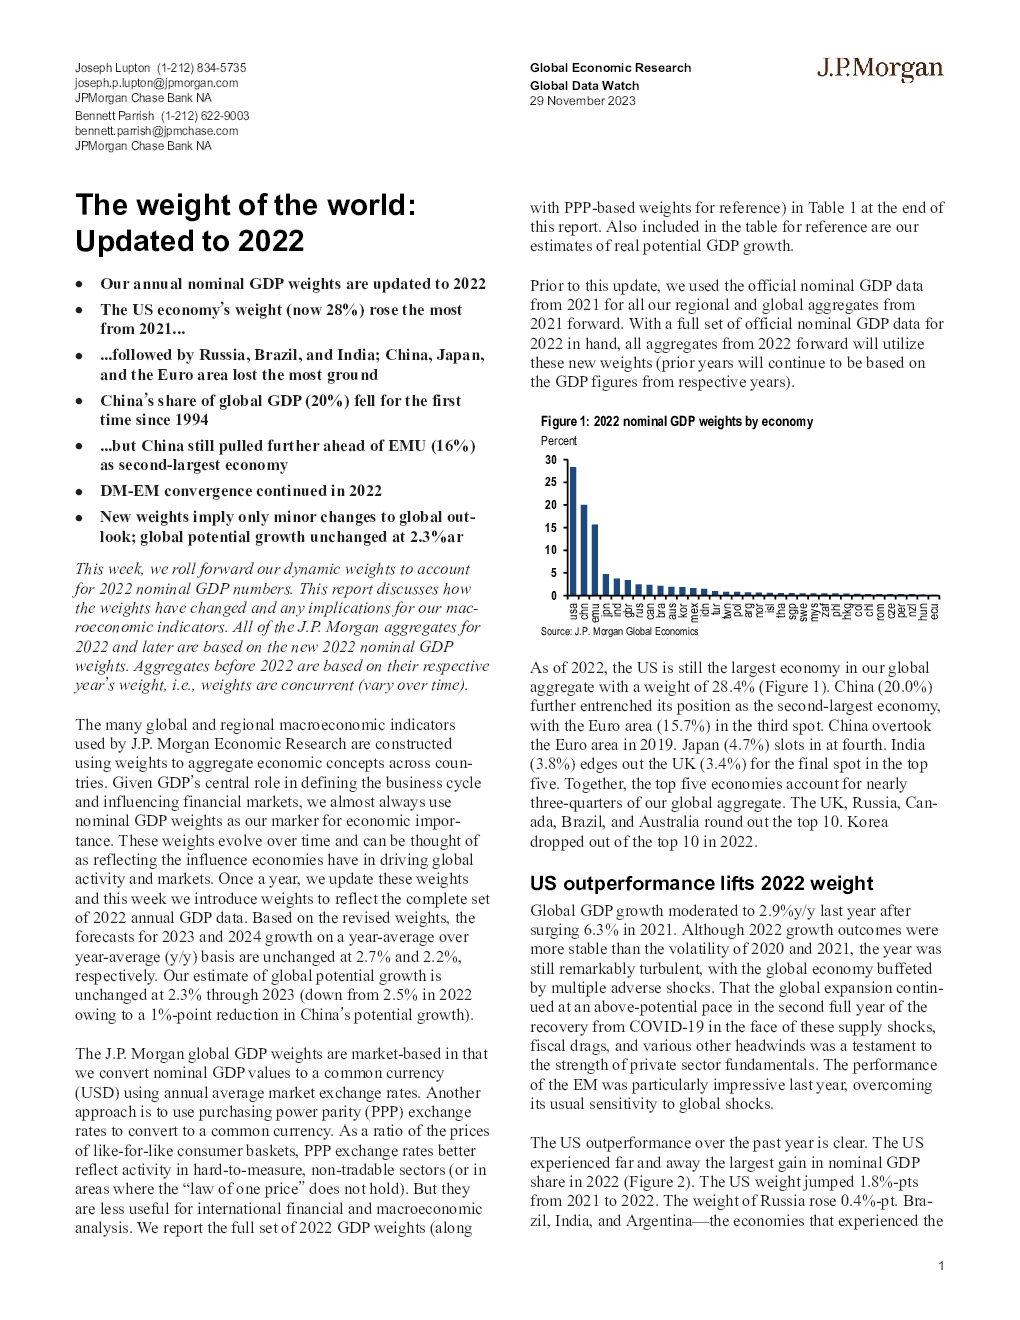 Joseph Lupton (1-212) 834-5735
joseph.p.lupton@jpmorgan.com
JPMorgan Chase Bank NA
Bennett Parrish (1-212) 622-9003
bennett.parrish@jpmchase.com
JPMorgan Chase Bank NA
Global Economic Research
Global Data Watch
29 November 2023
J.P.Morgan
The weight of the world:
Updated to 2022
• Our annual nominal GDP weights are updated to 2022
• The US economy's weight (now 28%) rose the most
from 2021...
• ...followed by Russia, Brazil, and India; China, Japan,
and the Euro area lost the most ground
• China's share of global GDP (20%) fell for the first
time since 1994
• ...but China still pulled further ahead of EMU (16%)
as second-largest economy
• DM-EM convergence continued in 2022
• New weights imply only minor changes to global out-
look; global potential growth unchanged at 2.3%ar
This week, we roll forward our dynamic weights to account
for 2022 nominal GDP numbers. This report discusses how
the weights have changed and any implications for our mac-
roeconomic indicators. All of the J.P. Morgan aggregates for
2022 and later are based on the new 2022 nominal GDP
weights. Aggregates before 2022 are based on their respective
year's weight, i.e., weights are concurrent (vary over time).
The many global and regional macroeconomic indicators
used by J.P. Morgan Economic Research are constructed
using weights to aggregate economic concepts across coun-
tries. Given GDP's central role in defining the business cycle
and influencing financial markets, we almost always use
nominal GDP weights as our marker for economic impor-
tance. These weights evolve over time and can be thought of
as reflecting the influence economies have in driving global
activity and markets. Once a year, we update these weights
and this week we introduce weights to reflect the complete set
of 2022 annual GDP data. Based on the revised weights, the
forecasts for 2023 and 2024 growth on a year-average over
year-average (y/y) basis are unchanged at 2.7% and 2.2%,
respectively. Our estimate of global potential growth is
unchanged at 2.3% through 2023 (down from 2.5% in 2022
owing to a 1%-point reduction in China's potential growth).
The J.P. Morgan global GDP weights are market-based in that
we convert nominal GDP values to a common currency
(USD) using annual average market exchange rates. Another
approach is to use purchasing power parity (PPP) exchange
rates to convert to a common currency. As a ratio of the prices
of like-for-like consumer baskets, PPP exchange rates better
reflect activity in hard-to-measure, non-tradable sectors (or in
areas where the “law of one price” does not hold). But they
are less useful for international financial and macroeconomic
analysis. We report the full set of 2022 GDP weights (along
with PPP-based weights for reference) in Table 1 at the end of
this report. Also included in the table for reference are our
estimates of real potential GDP growth.
Prior to this update, we used the official nominal GDP data
from 2021 for all our regional and global aggregates from
2021 forward. With a full set of official nominal GDP data for
2022 in hand, all aggregates from 2022 forward will utilize
these new weights (prior years will continue to be based on
the GDP figures from respective years).
Figure 1: 2022 nominal GDP weights by economy
Percent
30
25
20
15
10
5
0
usa chn emu jpn ind gbr rus can bra aus kor mex idn tur twn pol arg nor isl tha sgp swe mys zaf phl hkg col chl rom cze per nzl hun ecu
Source: J.P. Morgan Global Economics
As of 2022, the US is still the largest economy in our global
aggregate with a weight of 28.4% (Figure 1). China (20.0%)
further entrenched its position as the second-largest economy,
with the Euro area (15.7%) in the third spot. China overtook
the Euro area in 2019. Japan (4.7%) slots in at fourth. India
(3.8%) edges out the UK (3.4%) for the final spot in the top
five. Together, the top five economies account for nearly
three-quarters of our global aggregate. The UK, Russia, Can-
ada, Brazil, and Australia round out the top 10. Korea
dropped out of the top 10 in 2022.
US outperformance lifts 2022 weight
Global GDP growth moderated to 2.9%y/y last year after
surging 6.3% in 2021. Although 2022 growth outcomes were
more stable than the volatility of 2020 and 2021, the year was
still remarkably turbulent, with the global economy buffeted
by multiple adverse shocks. That the global expansion contin-
ued at an above-potential pace in the second full year of the
recovery from COVID-19 in the face of these supply shocks,
fiscal drags, and various other headwinds was a testament to
the strength of private sector fundamentals. The performance
of the EM was particularly impressive last year, overcoming
its usual sensitivity to global shocks.
The US outperformance over the past year is clear. The US
experienced far and away the largest gain in nominal GDP
share in 2022 (Figure 2). The US weight jumped 1.8%-pts
from 2021 to 2022. The weight of Russia rose 0.4%-pt. Bra-
zil, India, and Argentina—the economies that experienced the
1